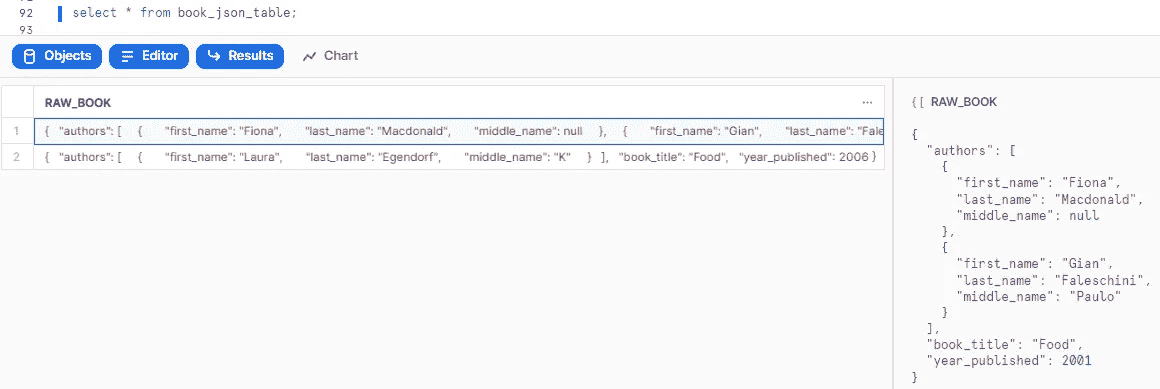 92 select * from book_json_table;
93
Objects Editor Results Chart
RAW_BOOK ...
1 { "authors": [ { "first_name": "Fiona", "last_name": "Macdonald", "middle_name": null }, { "first_name": "Gian", "last_name": "Fale
2 { "authors": [ { "first_name": "Laura", "last_name": "Egendorf", "middle_name": "K" } ], "book_title": "Food", "year_published": 2006 }
{[ RAW_BOOK
{
"authors": [
{
"first_name": "Fiona",
"last_name": "Macdonald",
"middle_name": null
},
{
"first_name": "Gian",
"last_name": "Faleschini",
"middle_name": "Paulo"
}
],
"book_title": "Food",
"year_published": 2001
}